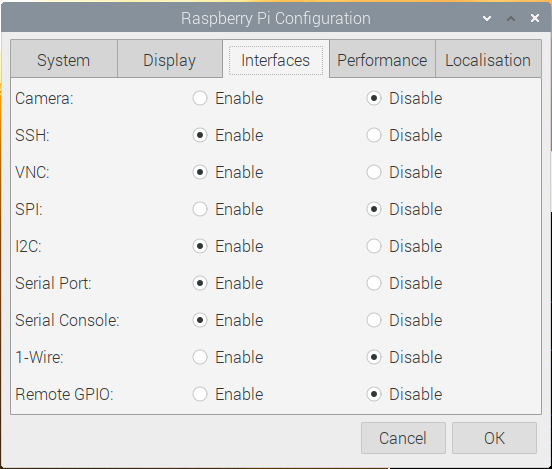 Raspberry Pi Configuration
System Display Interfaces Performance Localisation
Camera: Enable Disable
SSH: Enable Disable
VNC: Enable Disable
SPI: Enable Disable
I2C: Enable Disable
Serial Port: Enable Disable
Serial Console: Enable Disable
1-Wire: Enable Disable
Remote GPIO: Enable Disable
Cancel OK